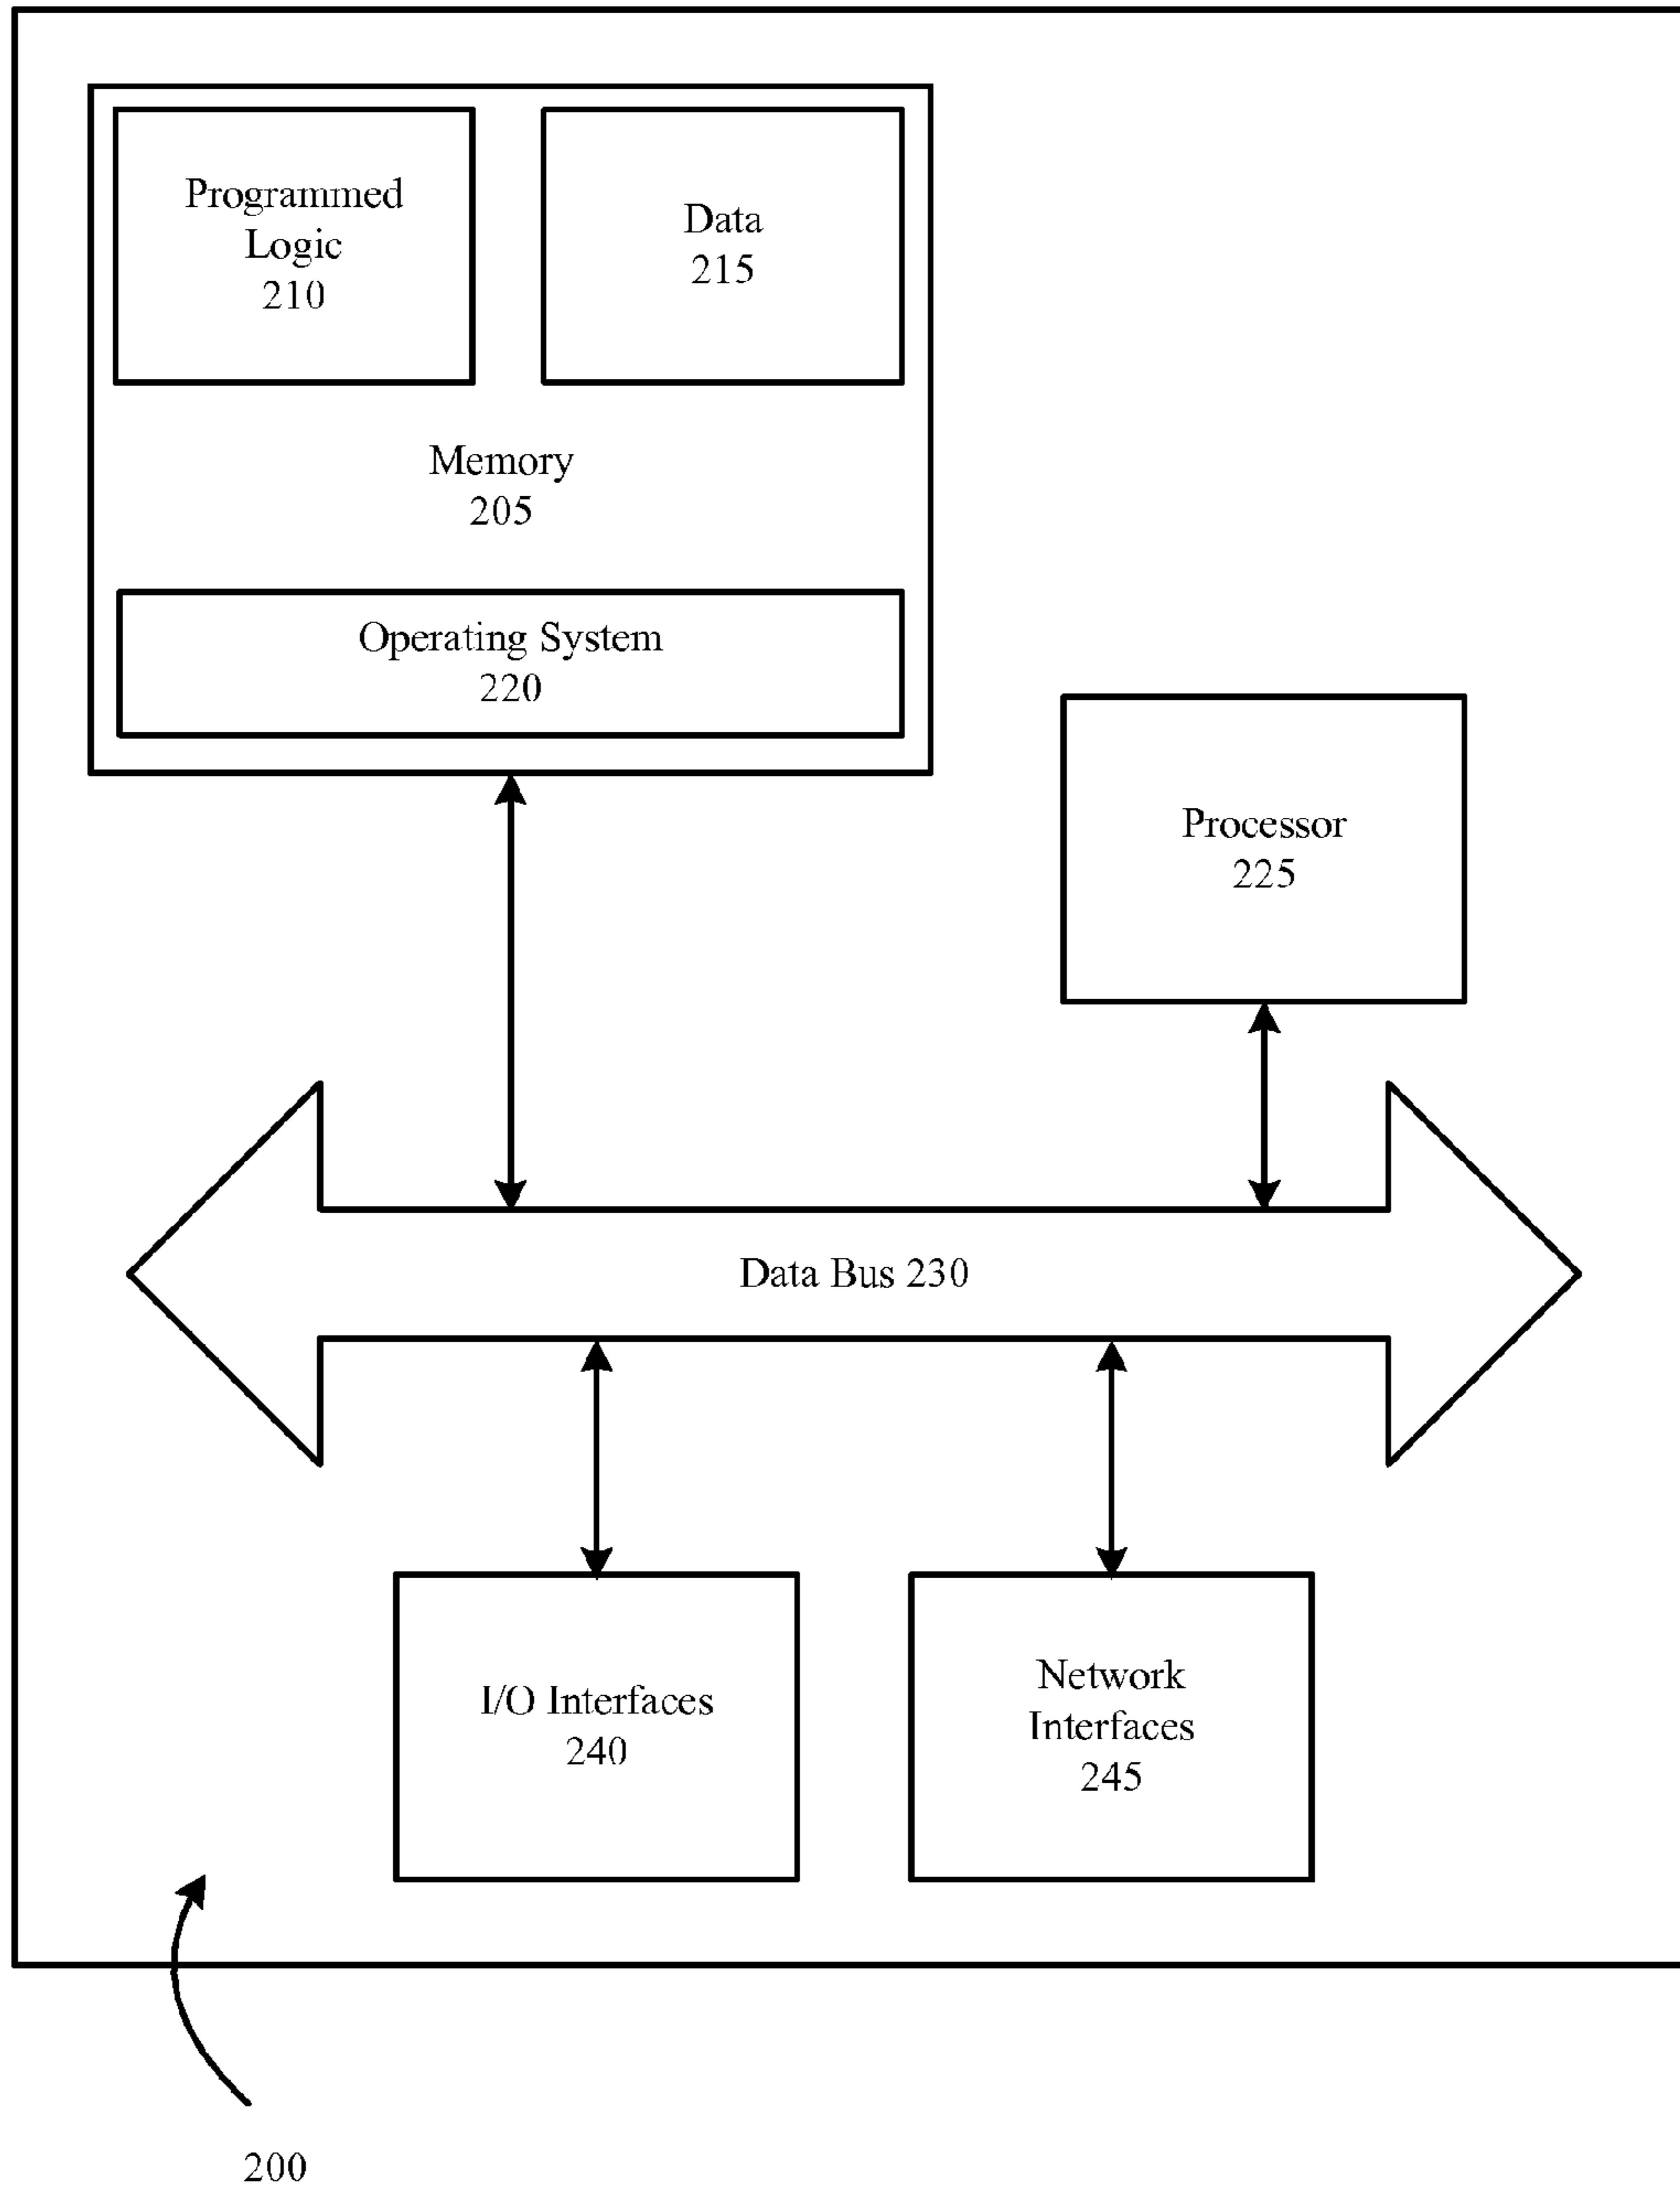 Programmed
Logic
210
Data
215
Memory
205
Operating System
220
Processor
225
Data Bus 230
I/O Interfaces
240
Network
Interfaces
245
200